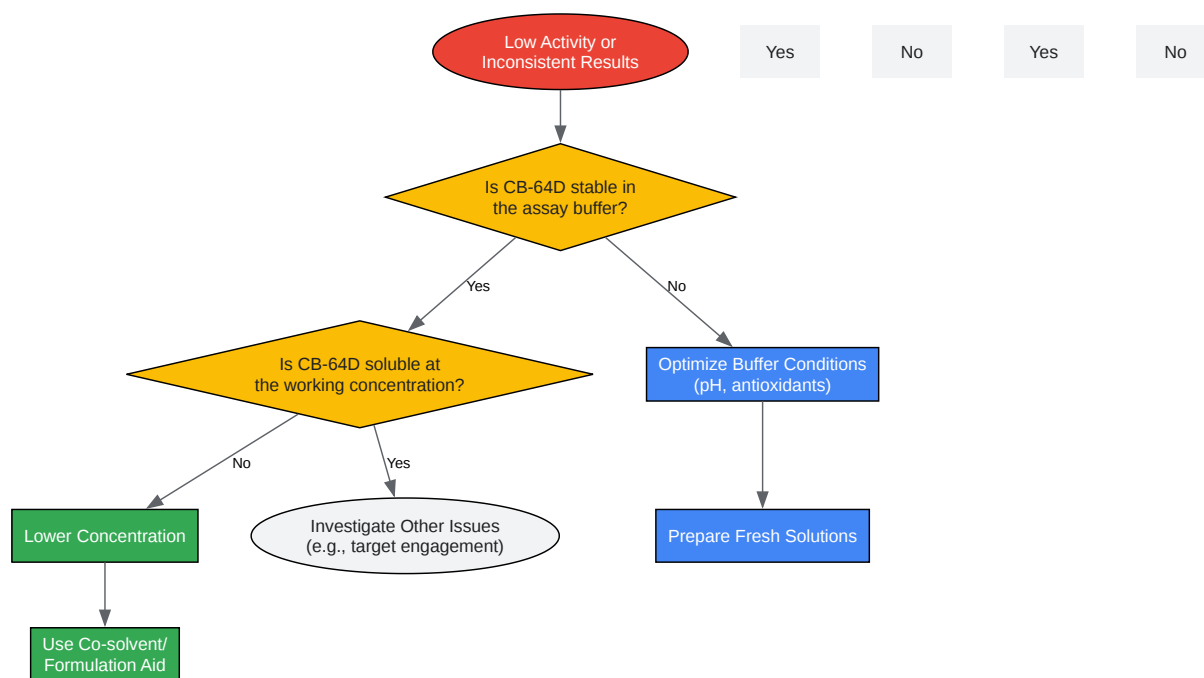 Low Activity or
Inconsistent Results
Yes
No
Yes
No
Is CB-64D stable in
the assay buffer?
Yes
No
Is CB-64D soluble at
the working concentration?
Optimize Buffer Conditions
(pH, antioxidants)
No
Yes
Lower Concentration
Investigate Other Issues
(e.g., target engagement)
Prepare Fresh Solutions
Use Co-solvent/
Formulation Aid